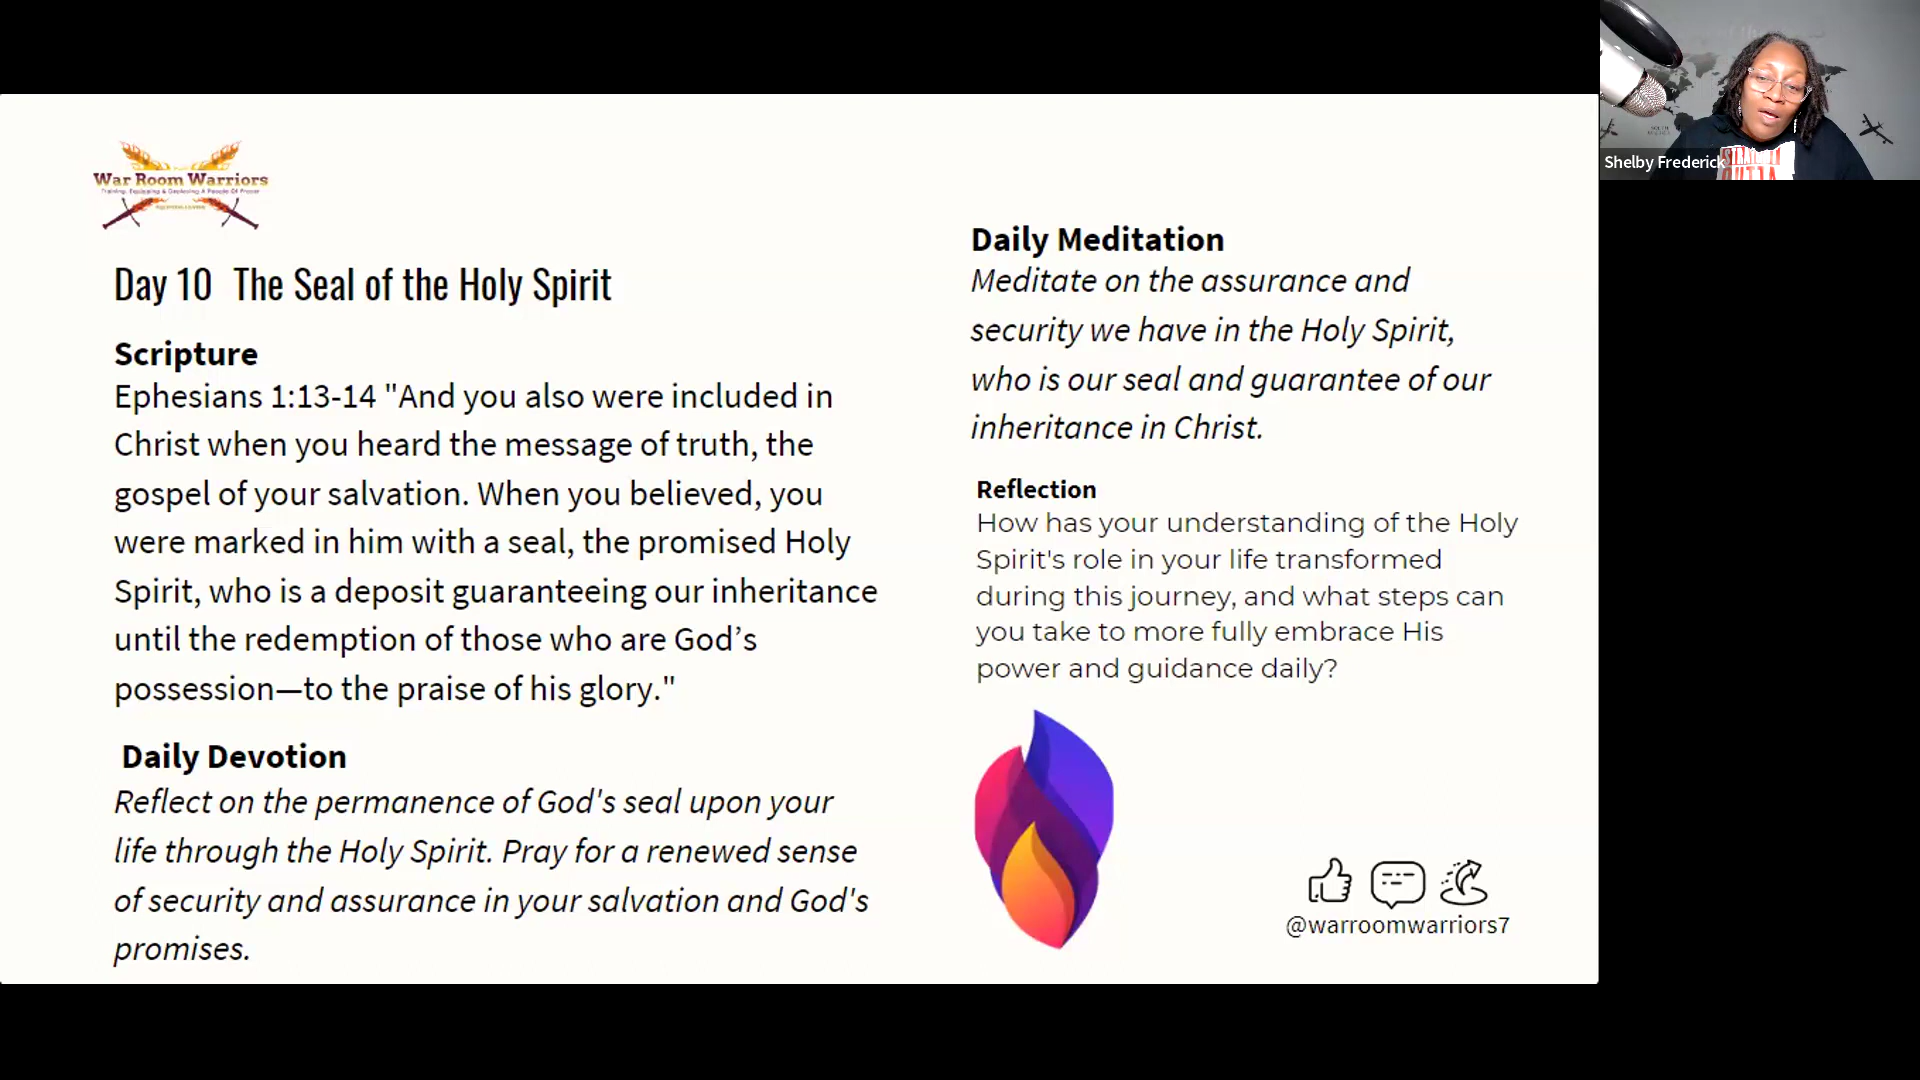 War Room Warriors
Training, Equipping & Deploying A People Of Prayer
Day 10 The Seal of the Holy Spirit
Scripture
Ephesians 1:13-14 "And you also were included in
Christ when you heard the message of truth, the
gospel of your salvation. When you believed, you
were marked in him with a seal, the promised Holy
Spirit, who is a deposit guaranteeing our inheritance
until the redemption of those who are God’s
possession—to the praise of his glory."
Daily Devotion
Reflect on the permanence of God's seal upon your
life through the Holy Spirit. Pray for a renewed sense
of security and assurance in your salvation and God's
promises.
Daily Meditation
Meditate on the assurance and
security we have in the Holy Spirit,
who is our seal and guarantee of our
inheritance in Christ.
Reflection
How has your understanding of the Holy
Spirit's role in your life transformed
during this journey, and what steps can
you take to more fully embrace His
power and guidance daily?
@warroomwarriors7
Shelby Frederick
STRAIGHT
OUTTA